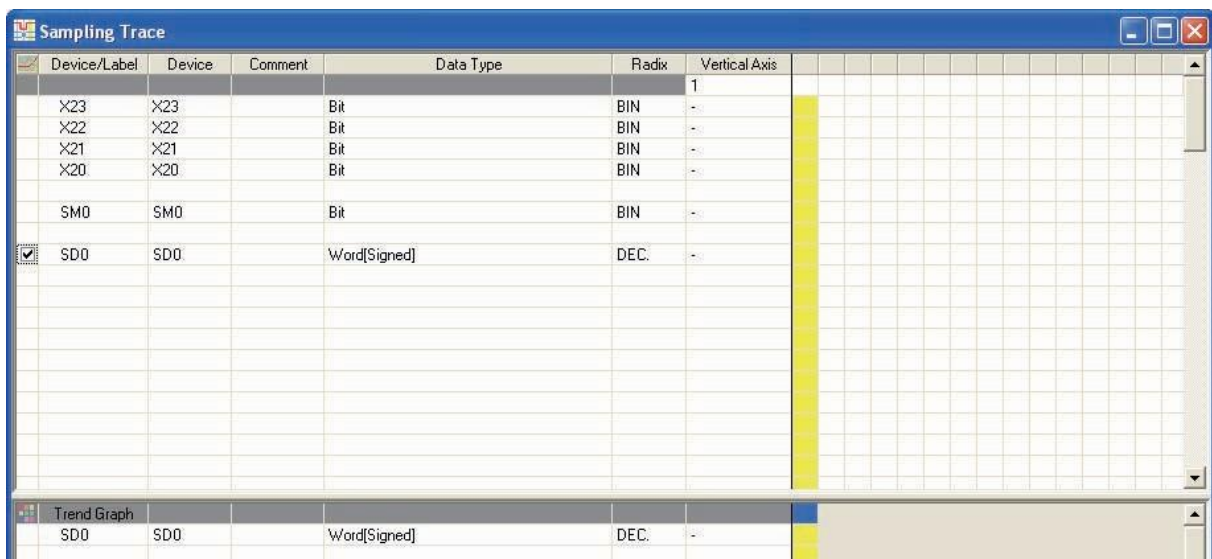 Sampling Trace
Device/Label Device Comment Data Type Radix Vertical Axis
1
X23 X23 Bit BIN -
X22 X22 Bit BIN -
X21 X21 Bit BIN -
X20 X20 Bit BIN -
SM0 SM0 Bit BIN -
SD0 SD0 Word[Signed] DEC. -
Trend Graph
SD0 SD0 Word[Signed] DEC. -